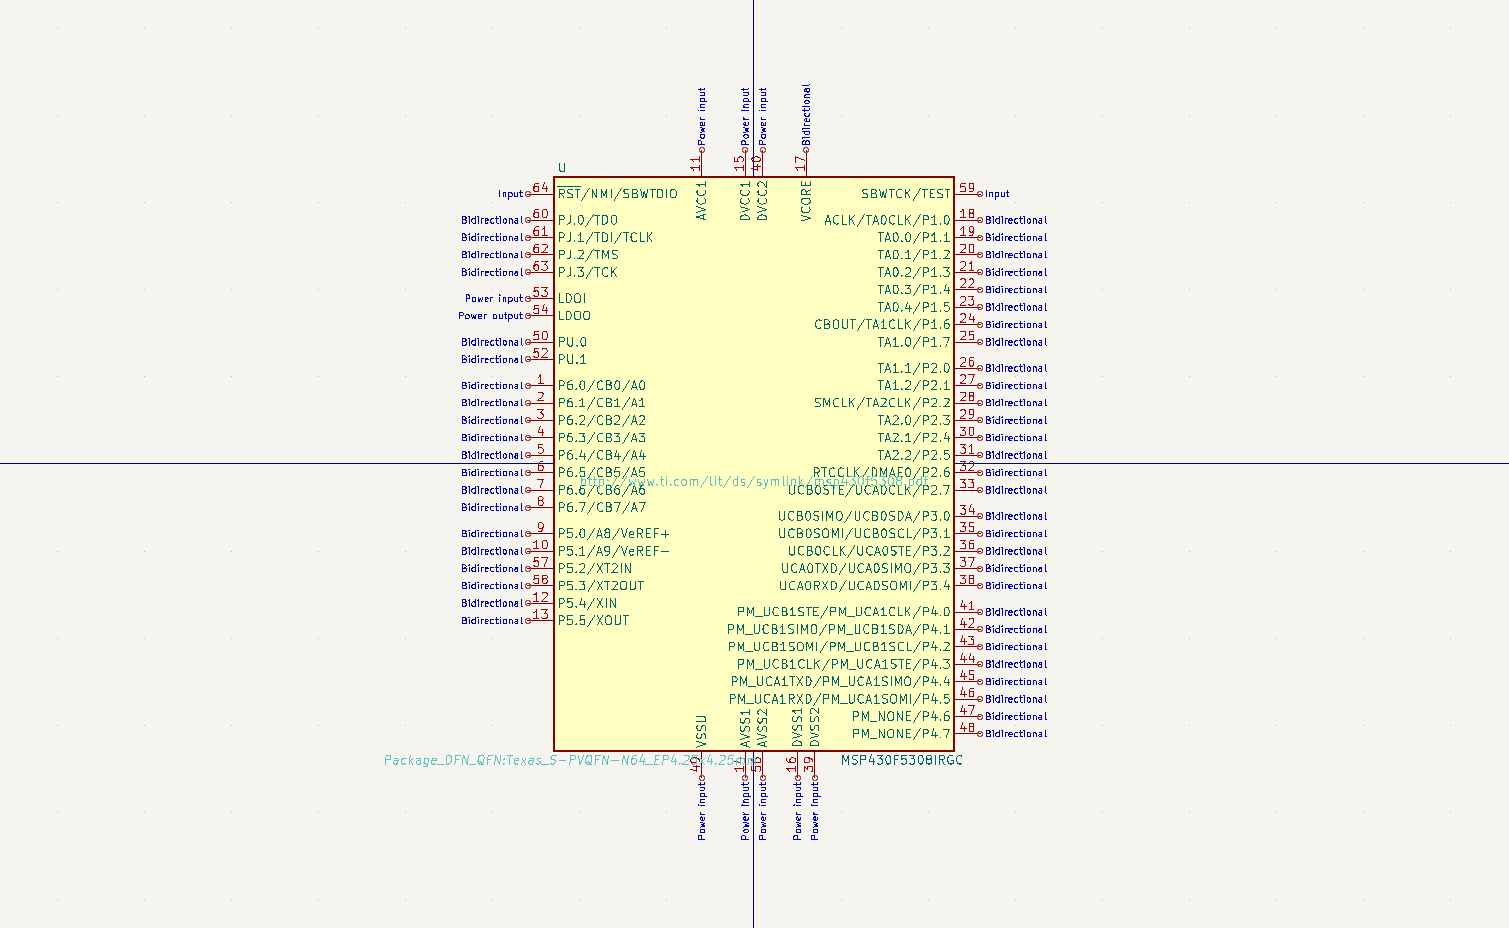 Power input
Power input
Power input
Bidirectional
11
15
40
17
U
AVCC1
DVCC1
DVCC2
VCORE
Input 64 RST/NMI/SBWTDIO
SBWTCK/TEST 59 Input
Bidirectional 60 PJ.0/TDO
ACLK/TA0CLK/P1.0 18 Bidirectional
Bidirectional 61 PJ.1/TDI/TCLK
TA0.0/P1.1 19 Bidirectional
Bidirectional 62 PJ.2/TMS
TA0.1/P1.2 20 Bidirectional
Bidirectional 63 PJ.3/TCK
TA0.2/P1.3 21 Bidirectional
TA0.3/P1.4 22 Bidirectional
Power input 53 LDOI
TA0.4/P1.5 23 Bidirectional
Power output 54 LDOO
CBOUT/TA1CLK/P1.6 24 Bidirectional
Bidirectional 50 PU.0
TA1.0/P1.7 25 Bidirectional
Bidirectional 52 PU.1
TA1.1/P2.0 26 Bidirectional
Bidirectional 1 P6.0/CB0/A0
TA1.2/P2.1 27 Bidirectional
Bidirectional 2 P6.1/CB1/A1
SMCLK/TA2CLK/P2.2 28 Bidirectional
Bidirectional 3 P6.2/CB2/A2
TA2.0/P2.3 29 Bidirectional
Bidirectional 4 P6.3/CB3/A3
TA2.1/P2.4 30 Bidirectional
Bidirectional 5 P6.4/CB4/A4
TA2.2/P2.5 31 Bidirectional
Bidirectional 6 P6.5/CB5/A5
RTCCLK/DMAE0/P2.6 32 Bidirectional
http://www.ti.com/lit/ds/symlink/msp430f5308.pdf
Bidirectional 7 P6.6/CB6/A6
UCB0STE/UCA0CLK/P2.7 33 Bidirectional
Bidirectional 8 P6.7/CB7/A7
UCB0SIMO/UCB0SDA/P3.0 34 Bidirectional
Bidirectional 9 P5.0/A8/VeREF+
UCB0SOMI/UCB0SCL/P3.1 35 Bidirectional
Bidirectional 10 P5.1/A9/VeREF−
UCB0CLK/UCA0STE/P3.2 36 Bidirectional
Bidirectional 57 P5.2/XT2IN
UCA0TXD/UCA0SIMO/P3.3 37 Bidirectional
Bidirectional 58 P5.3/XT2OUT
UCA0RXD/UCA0SOMI/P3.4 38 Bidirectional
Bidirectional 12 P5.4/XIN
PM_UCB1STE/PM_UCA1CLK/P4.0 41 Bidirectional
Bidirectional 13 P5.5/XOUT
PM_UCB1SIMO/PM_UCB1SDA/P4.1 42 Bidirectional
PM_UCB1SOMI/PM_UCB1SCL/P4.2 43 Bidirectional
PM_UCB1CLK/PM_UCA1STE/P4.3 44 Bidirectional
PM_UCA1TXD/PM_UCA1SIMO/P4.4 45 Bidirectional
PM_UCA1RXD/PM_UCA1SOMI/P4.5 46 Bidirectional
PM_NONE/P4.6 47 Bidirectional
PM_NONE/P4.7 48 Bidirectional
VSSU
AVSS1
AVSS2
DVSS1
DVSS2
Package_DFN_QFN:Texas_S-PVQFN-N64_EP4.25x4.25mm
MSP430F5308IRGC
49
14
56
16
39
Power input
Power input
Power input
Power input
Power input